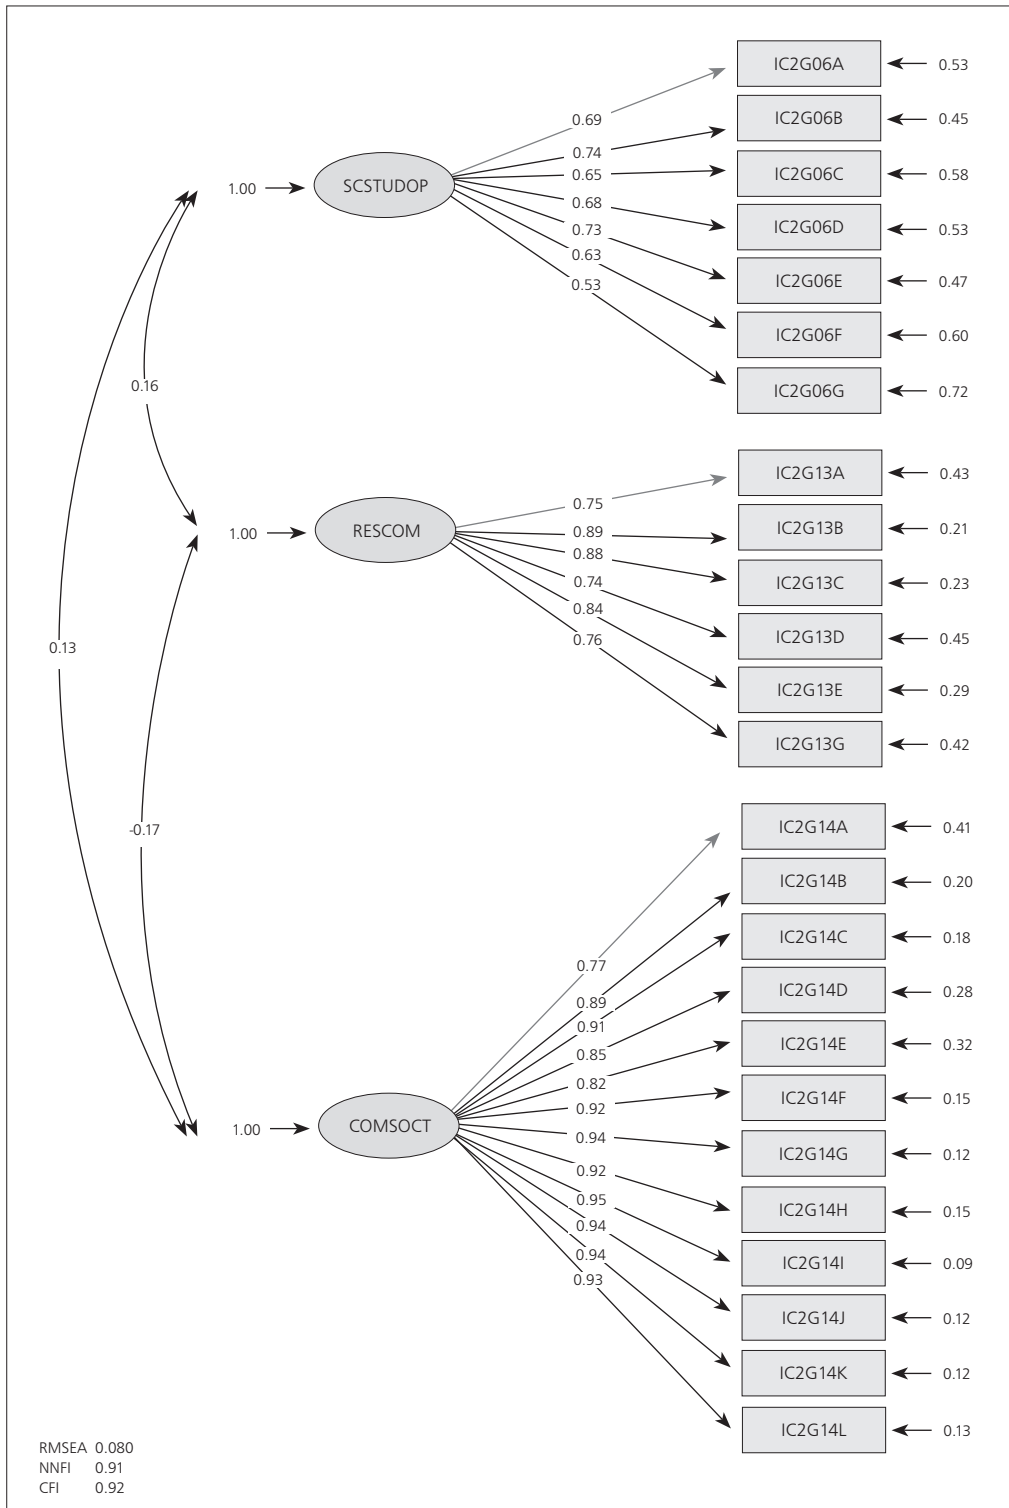 IC2G06A
0.53
0.69
IC2G06B
0.45
0.74
IC2G06C
0.58
0.65
1.00
SCSTUDOP
0.68
IC2G06D
0.53
0.73
0.63
IC2G06E
0.47
0.53
IC2G06F
0.60
0.16
IC2G06G
0.72
IC2G13A
0.43
0.75
IC2G13B
0.21
1.00
RESCOM
0.89
0.88
IC2G13C
0.23
0.74
0.84
IC2G13D
0.45
0.76
0.13
IC2G13E
0.29
IC2G13G
0.42
-0.17
IC2G14A
0.41
IC2G14B
0.20
IC2G14C
0.18
0.77
IC2G14D
0.28
0.89
0.91
IC2G14E
0.32
0.85
0.82
IC2G14F
0.15
0.92
1.00
COMSOCT
0.94
IC2G14G
0.12
0.92
0.95
IC2G14H
0.15
0.94
0.94
IC2G14I
0.09
0.93
IC2G14J
0.12
IC2G14K
0.12
IC2G14L
0.13
RMSEA 0.080
NNFI 0.91
CFI 0.92